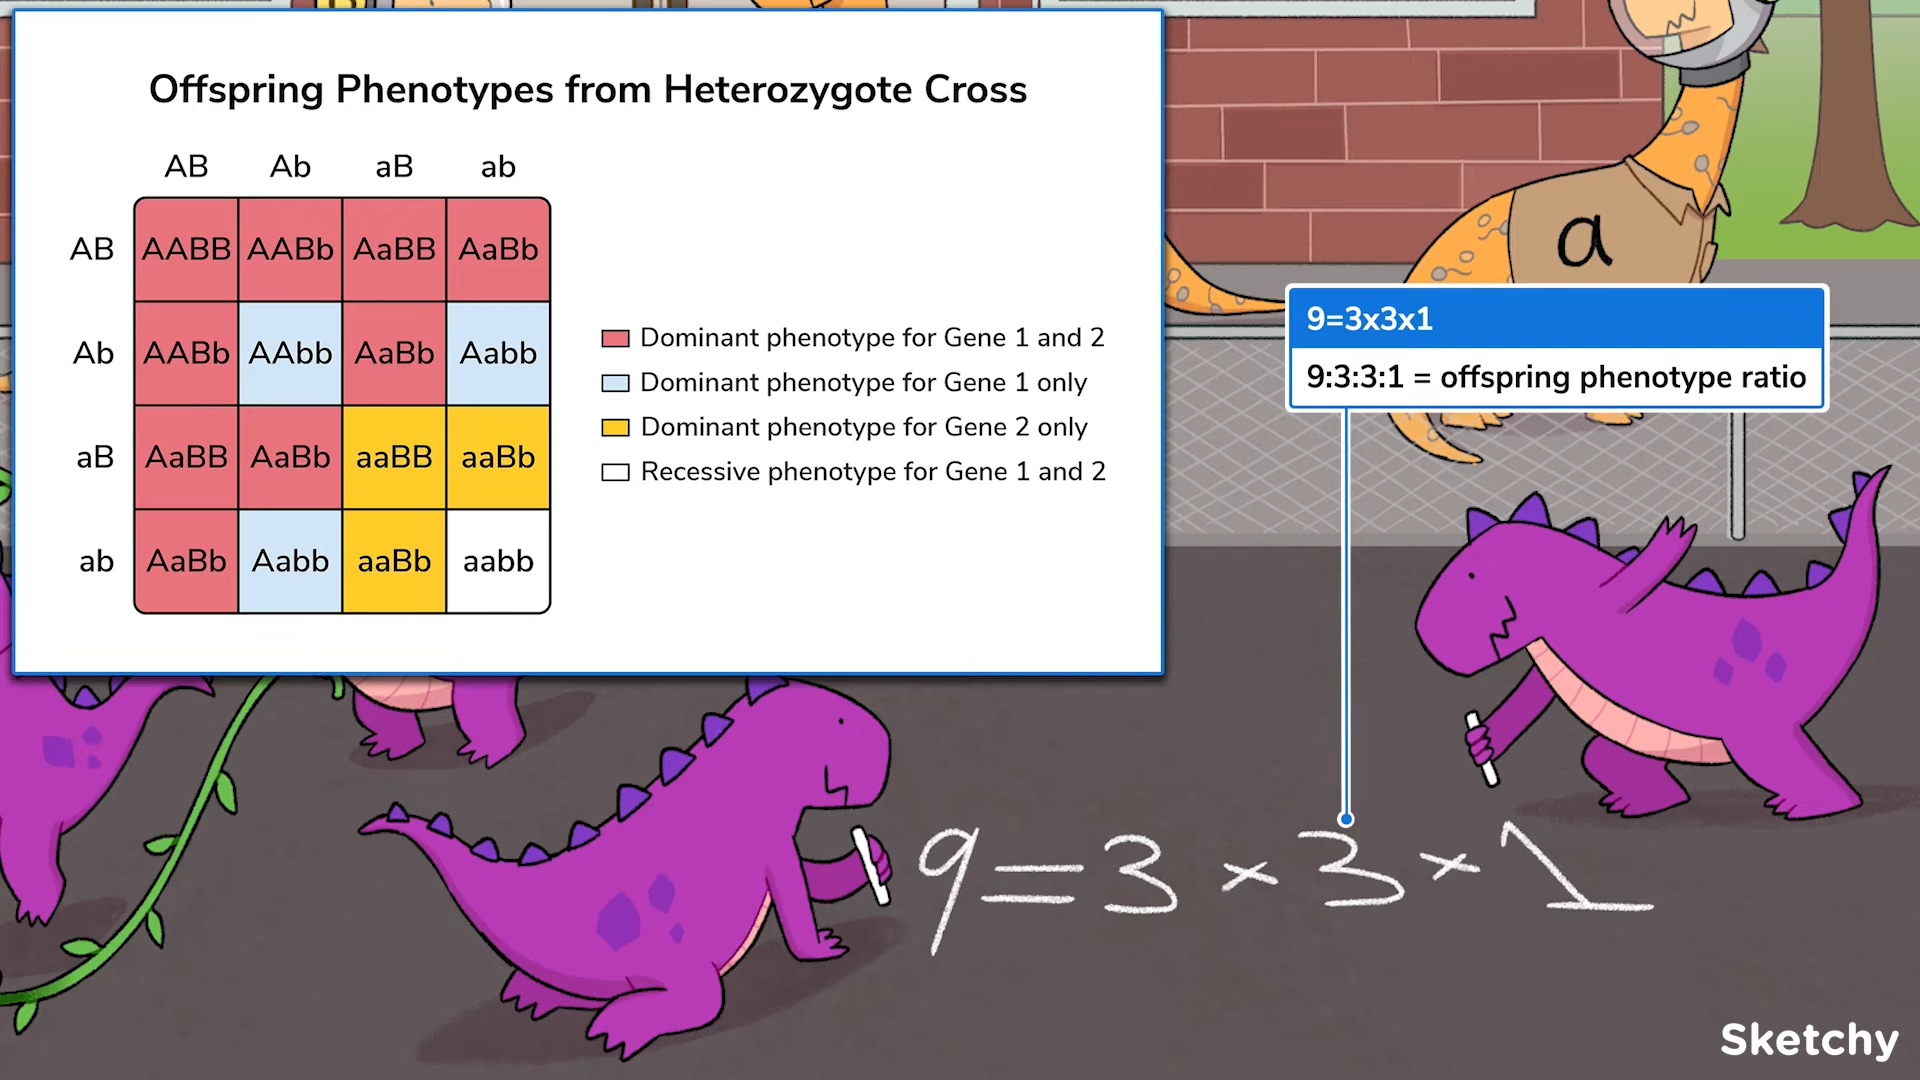 Offspring Phenotypes from Heterozygote Cross
AB Ab aB ab
AB AABB AABb AaBB AaBb
Ab AABb AAbb AaBb Aabb
aB AaBB AaBb aaBB aaBb
ab AaBb Aabb aaBb aabb
Dominant phenotype for Gene 1 and 2
Dominant phenotype for Gene 1 only
Dominant phenotype for Gene 2 only
Recessive phenotype for Gene 1 and 2
a
9=3x3x1
9:3:3:1 = offspring phenotype ratio
9=3×3×1
Sketchy